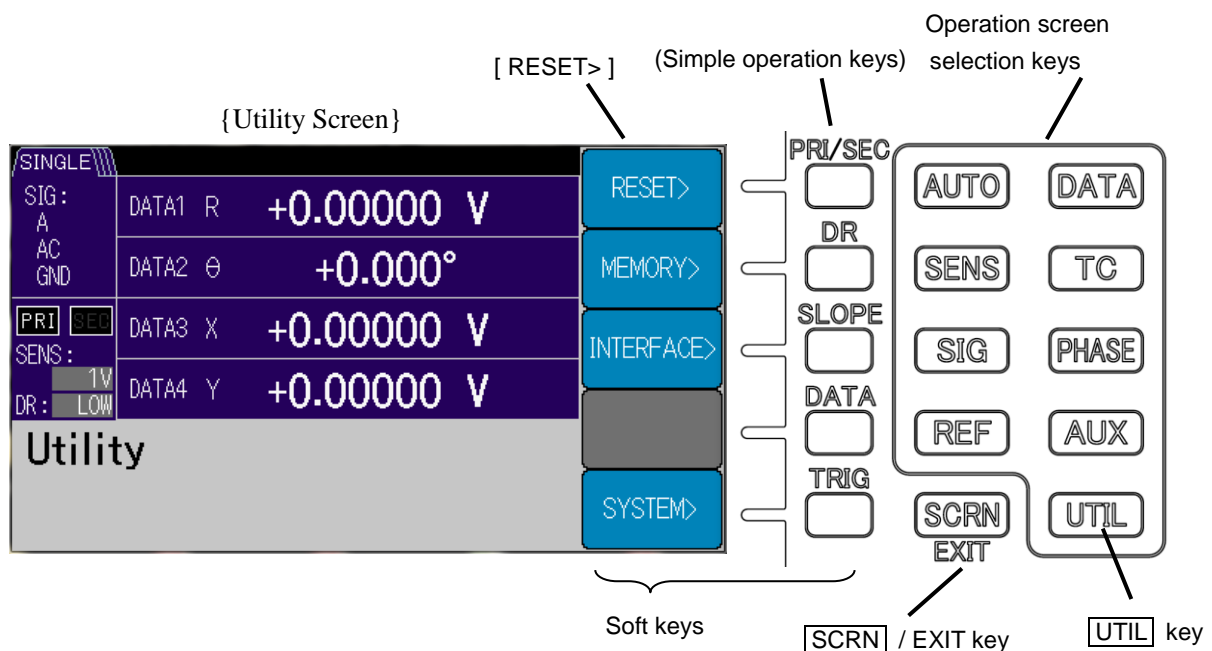 Operation screen
selection keys
(Simple operation keys)
[ RESET> ]
{Utility Screen}
SINGLE
SIG:
A
AC
GND
PRI SEC
SENS:
1V
DR: LOW
DATA1 R +0.00000 V
DATA2 θ +0.000°
DATA3 X +0.00000 V
DATA4 Y +0.00000 V
Utility
RESET>
MEMORY>
INTERFACE>
SYSTEM>
PRI/SEC
DR
SLOPE
DATA
TRIG
AUTO DATA
SENS TC
SIG PHASE
REF AUX
SCRN UTIL
EXIT
Soft keys
SCRN / EXIT key
UTIL key